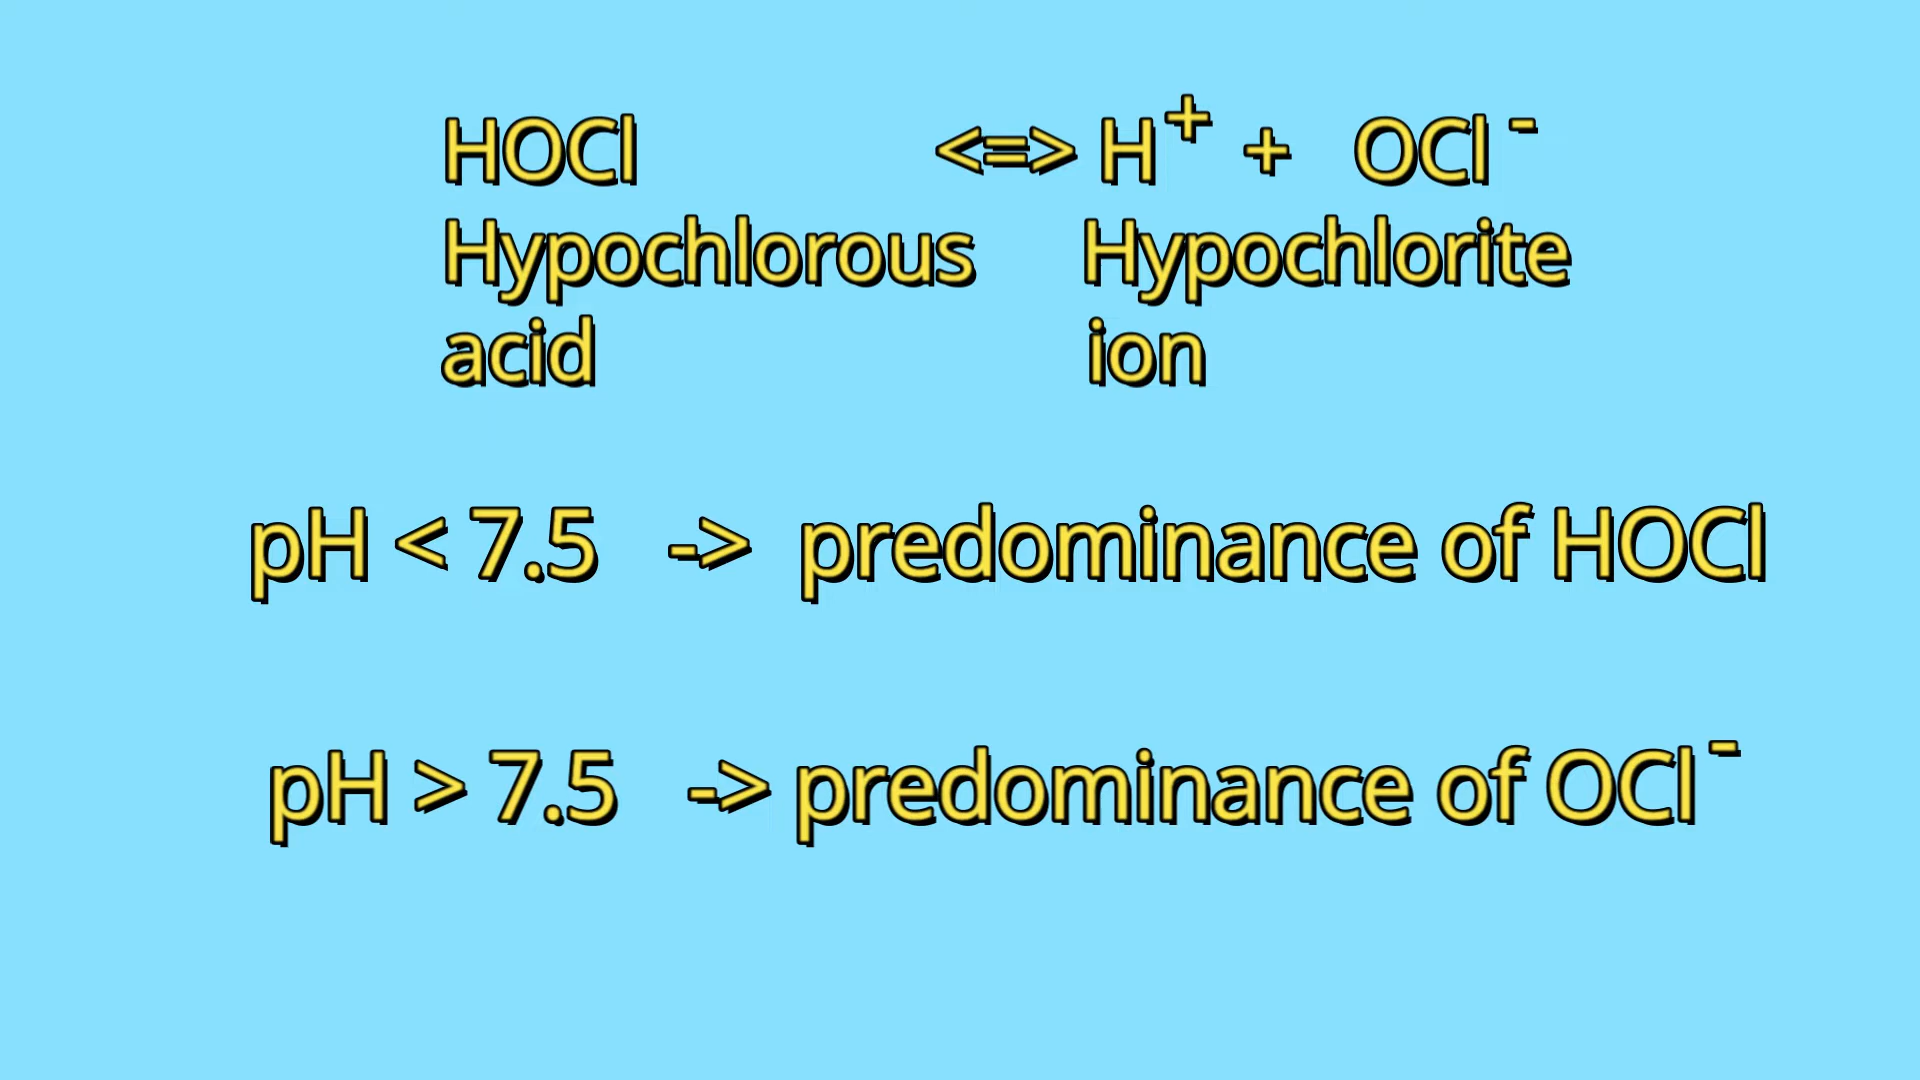 HOCl <=> H⁺ + OCl⁻
Hypochlorous Hypochlorite
acid ion
pH < 7.5 -> predominance of HOCl
pH > 7.5 -> predominance of OCl⁻